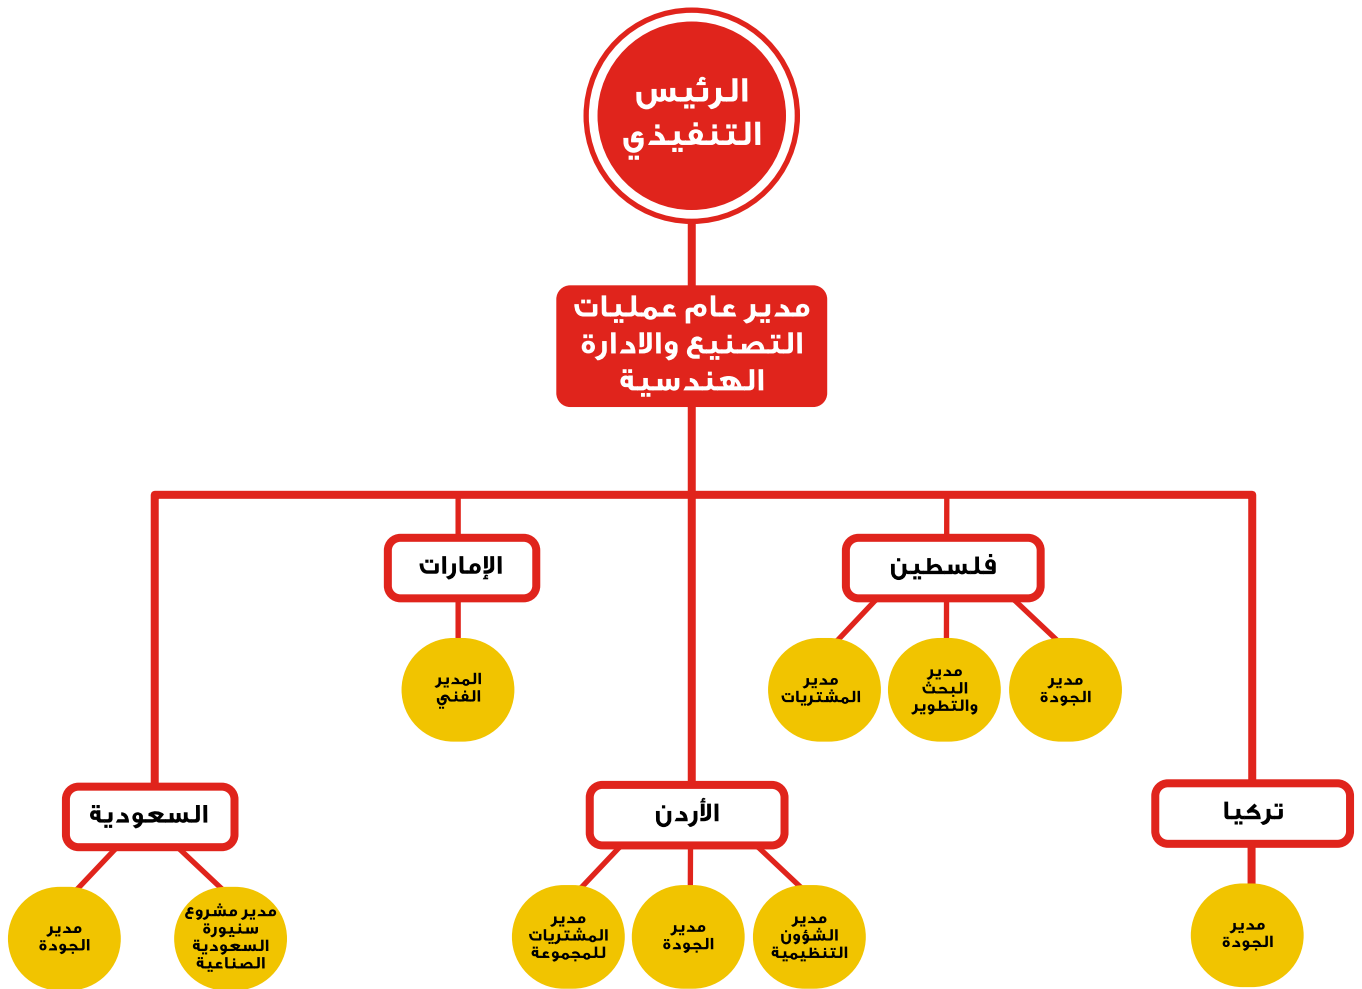 الرئيس
التنفيذي
مدير عام عمليات
التصنيع والادارة
الهندسية
فلسطين
الإمارات
مدير
الجودة
مدير
البحث
والتطوير
مدير
المشتريات
المدير
الفني
تركيا
الأردن
السعودية
مدير
الجودة
مدير
الشؤون
التنظيمية
مدير
الجودة
مدير
المشتريات
للمجموعة
مدير مشروع
سنيورة
السعودية
الصناعية
مدير
الجودة